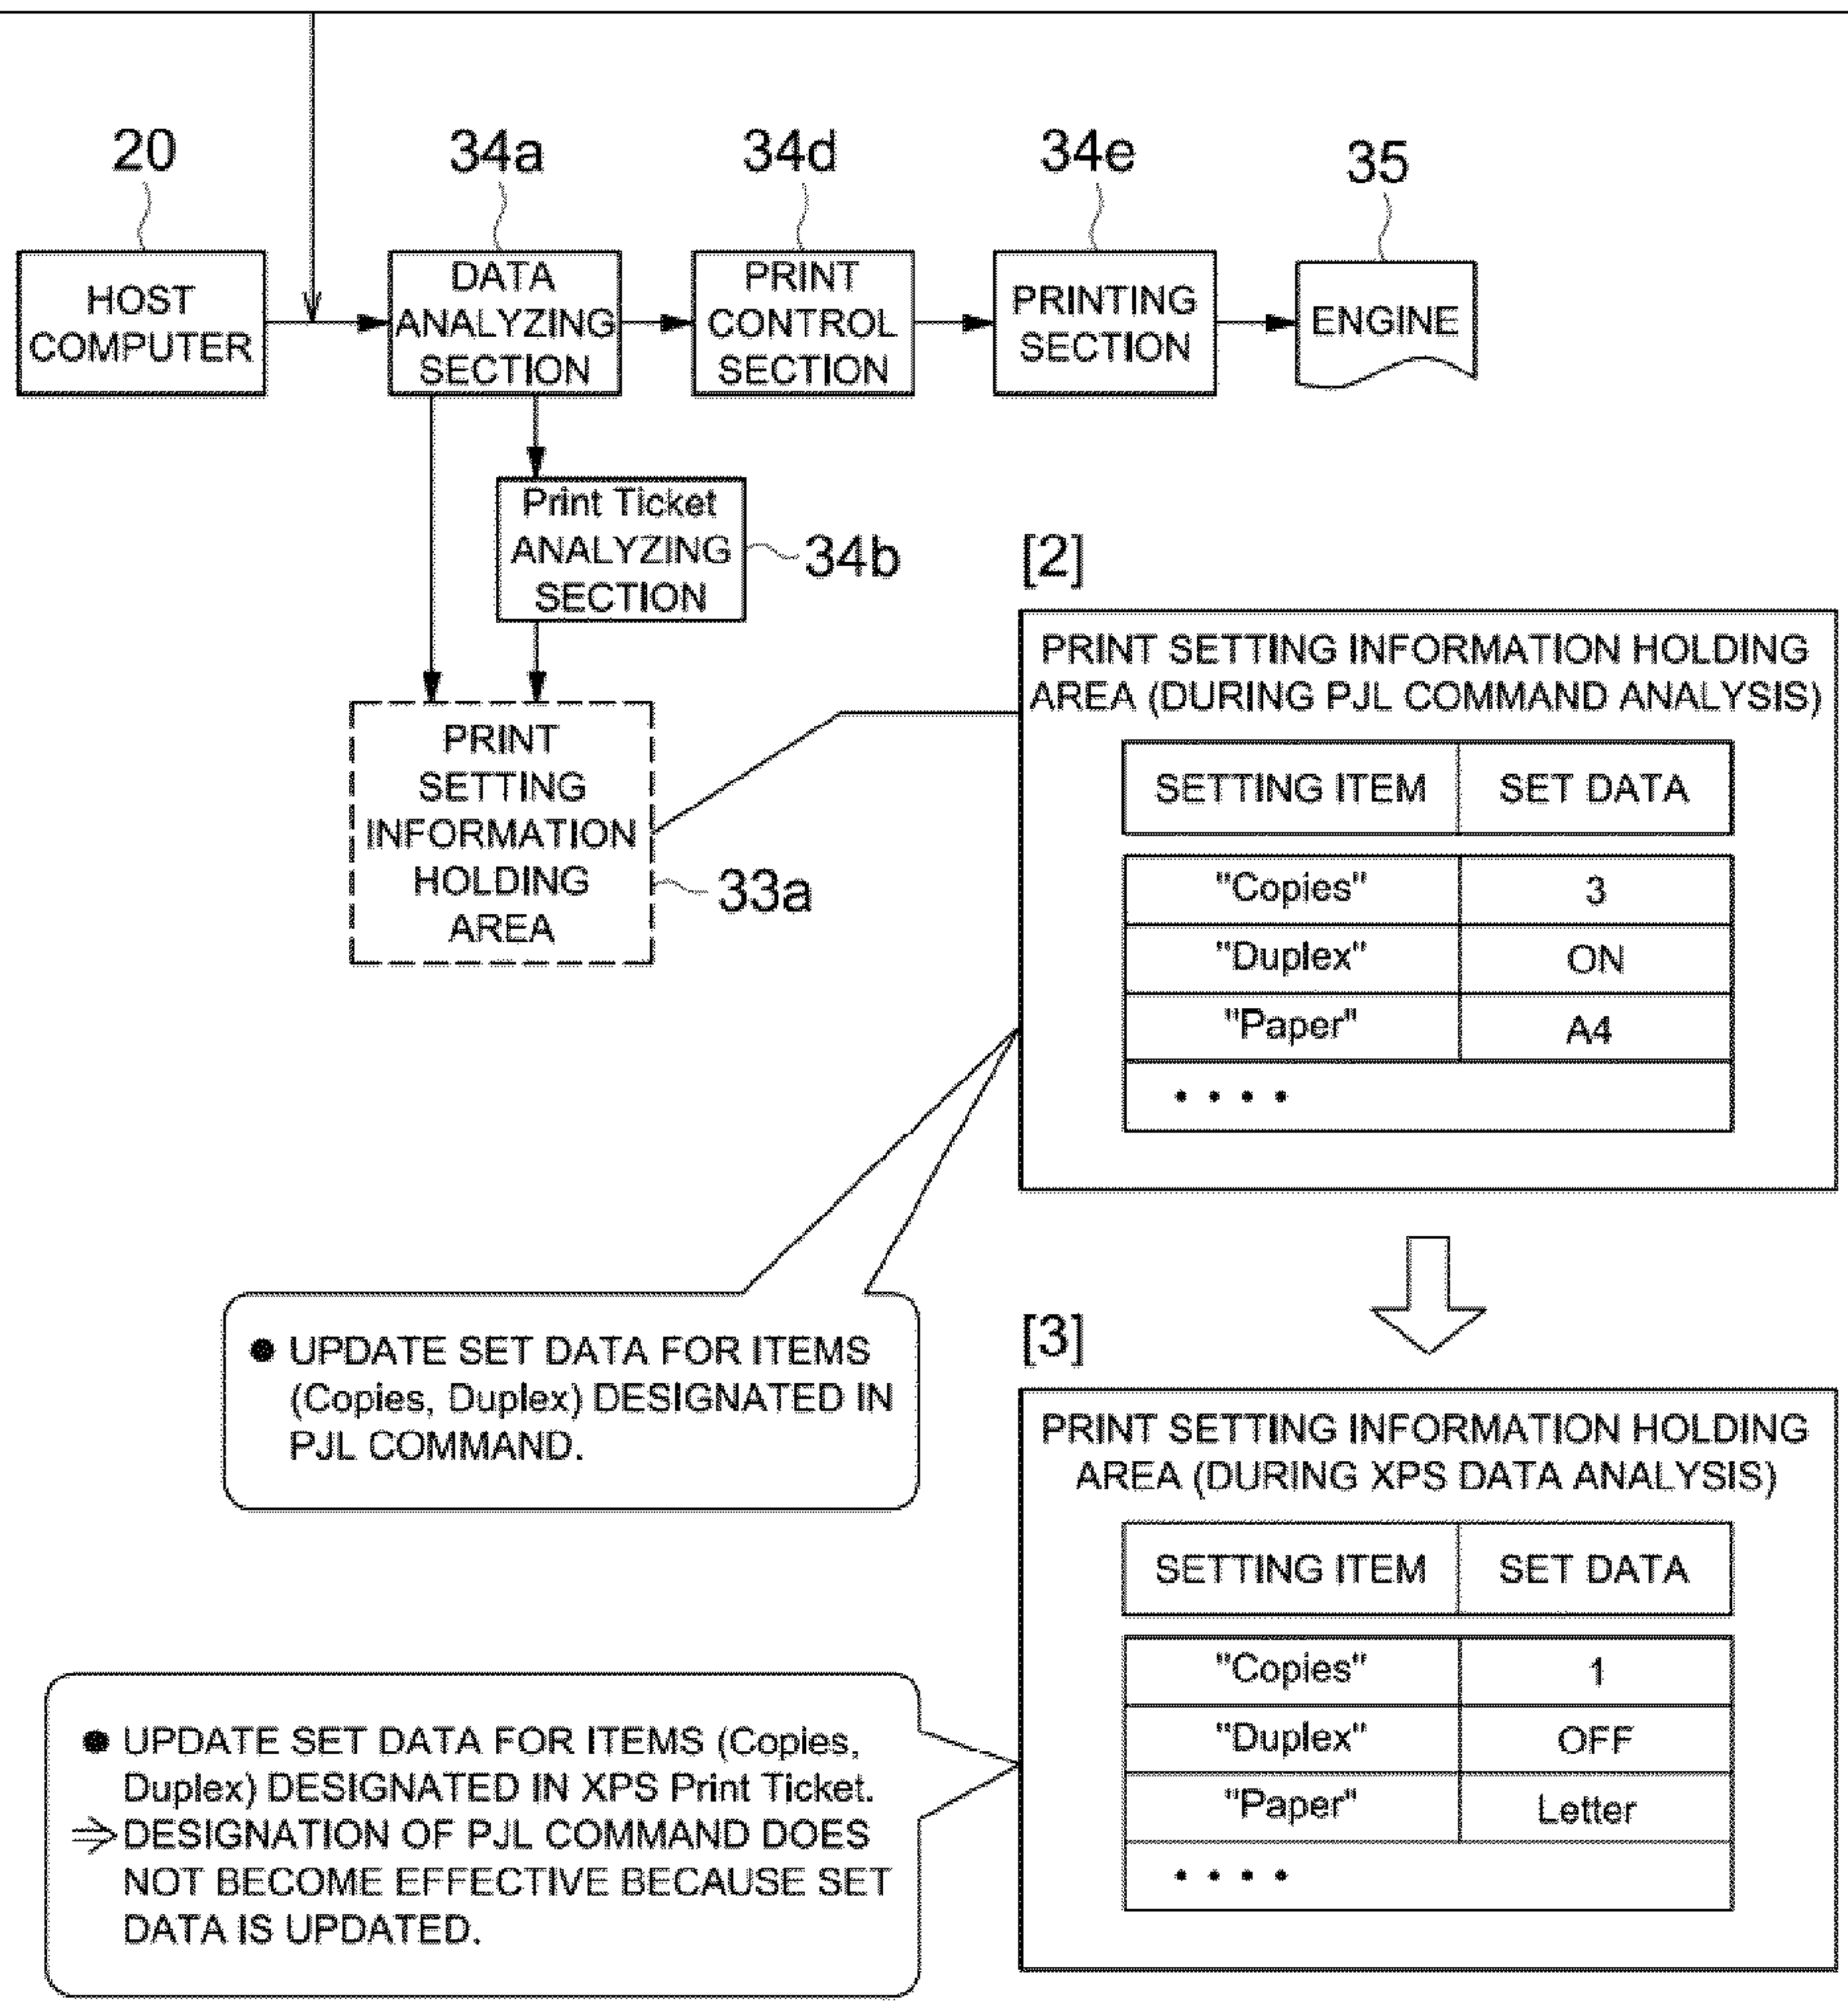 20
34a
34d
34e
35
HOST
COMPUTER
DATA
ANALYZING
SECTION
PRINT
CONTROL
SECTION
PRINTING
SECTION
ENGINE
Print Ticket
ANALYZING
SECTION
34b
PRINT
SETTING
INFORMATION
HOLDING
AREA
33a
[2]
PRINT SETTING INFORMATION HOLDING
AREA (DURING PJL COMMAND ANALYSIS)
SETTING ITEM SET DATA
"Copies" 3
"Duplex" ON
"Paper" A4
• • • •
● UPDATE SET DATA FOR ITEMS
(Copies, Duplex) DESIGNATED IN
PJL COMMAND.
[3]
PRINT SETTING INFORMATION HOLDING
AREA (DURING XPS DATA ANALYSIS)
SETTING ITEM SET DATA
"Copies" 1
"Duplex" OFF
"Paper" Letter
• • • •
● UPDATE SET DATA FOR ITEMS (Copies,
Duplex) DESIGNATED IN XPS Print Ticket.
⇒ DESIGNATION OF PJL COMMAND DOES
NOT BECOME EFFECTIVE BECAUSE SET
DATA IS UPDATED.